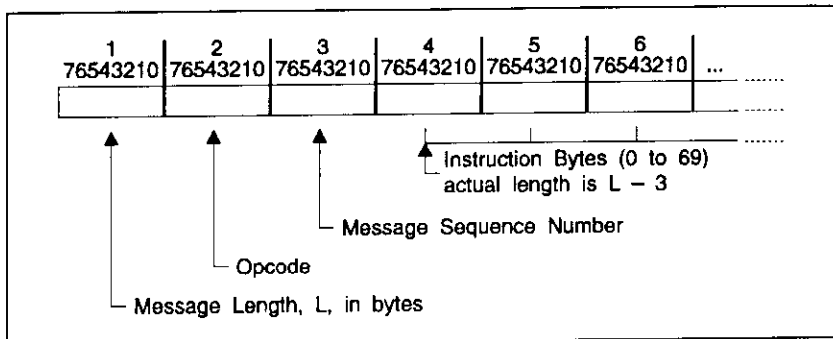 1 2 3 4 5 6
76543210 76543210 76543210 76543210 76543210 76543210 ...
Instruction Bytes (0 to 69)
actual length is L – 3
Message Sequence Number
Opcode
Message Length, L, in bytes